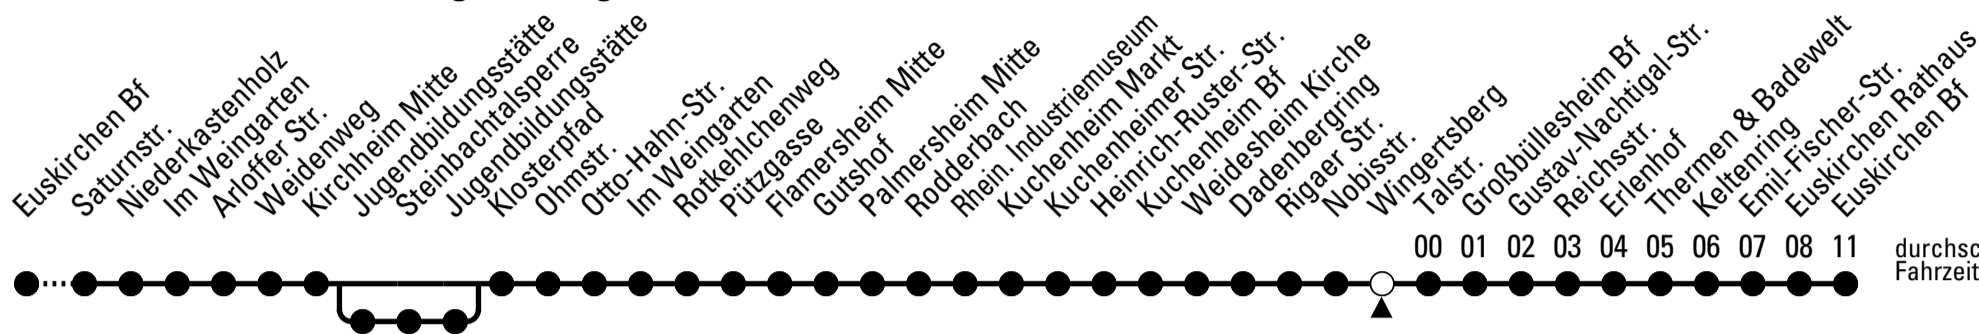 Euskirchen Bf
Saturnstr.
Niederkastenholz
Im Weingarten
Arloffer Str.
Weidenweg
Kirchheim Mitte
Jugendbildungsstätte
Steinbachtalsperre
Jugendbildungsstätte
Klosterpfad
Ohmstr.
Otto-Hahn-Str.
Im Weingarten
Rotkehlchenweg
Pützgasse
Flamersheim Mitte
Gutshof
Palmersheim Mitte
Rodderbach
Rhein. Industriemuseum
Kuchenheim Markt
Kuchenheimer Str.
Heinrich-Ruster-Str.
Kuchenheim Bf
Weidesheim Kirche
Dadenbergring
Rigaer Str.
Nobisstr.
Wingertsberg
Talstr.
Großbüllesheim Bf
Gustav-Nachtigal-Str.
Reichsstr.
Erlenhof
Thermen & Badewelt
Keltenring
Emil-Fischer-Str.
Euskirchen Rathaus
Euskirchen Bf
00 01 02 03 04 05 06 07 08 11
durchsc
Fahrzeit